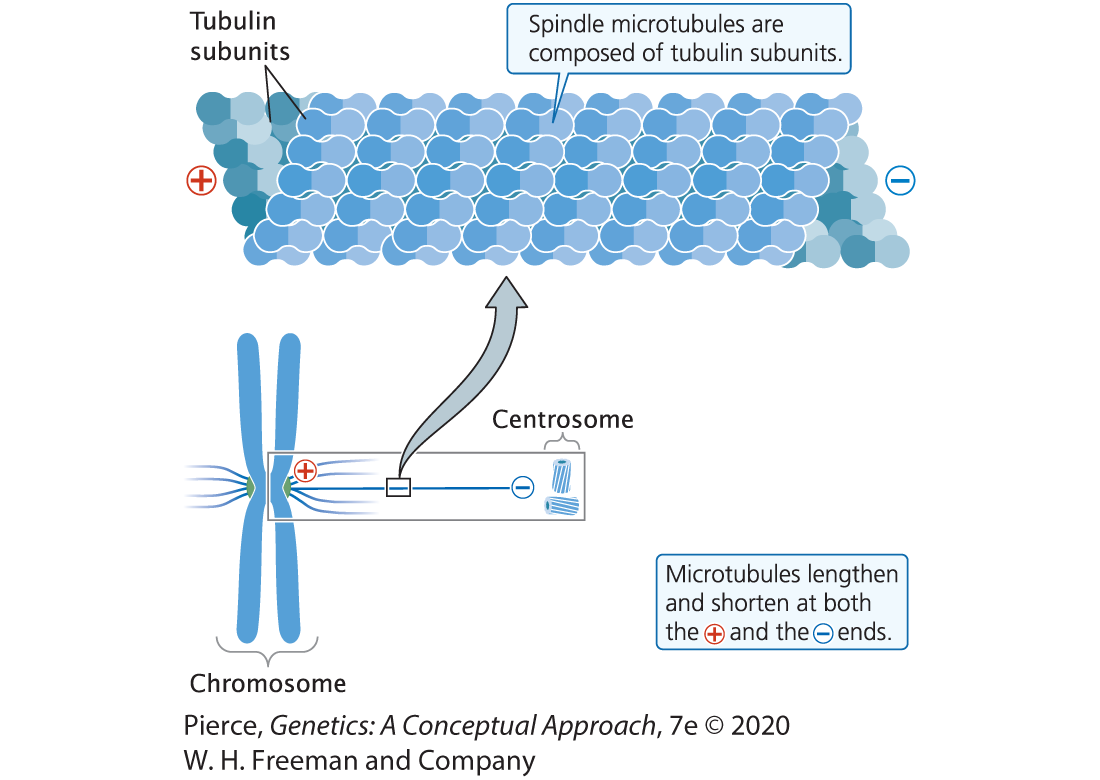 Tubulin
subunits
Spindle microtubules are
composed of tubulin subunits.
+
−
Centrosome
+
−
Microtubules lengthen
and shorten at both
the + and the − ends.
Chromosome
Pierce, Genetics: A Conceptual Approach, 7e © 2020
W. H. Freeman and Company